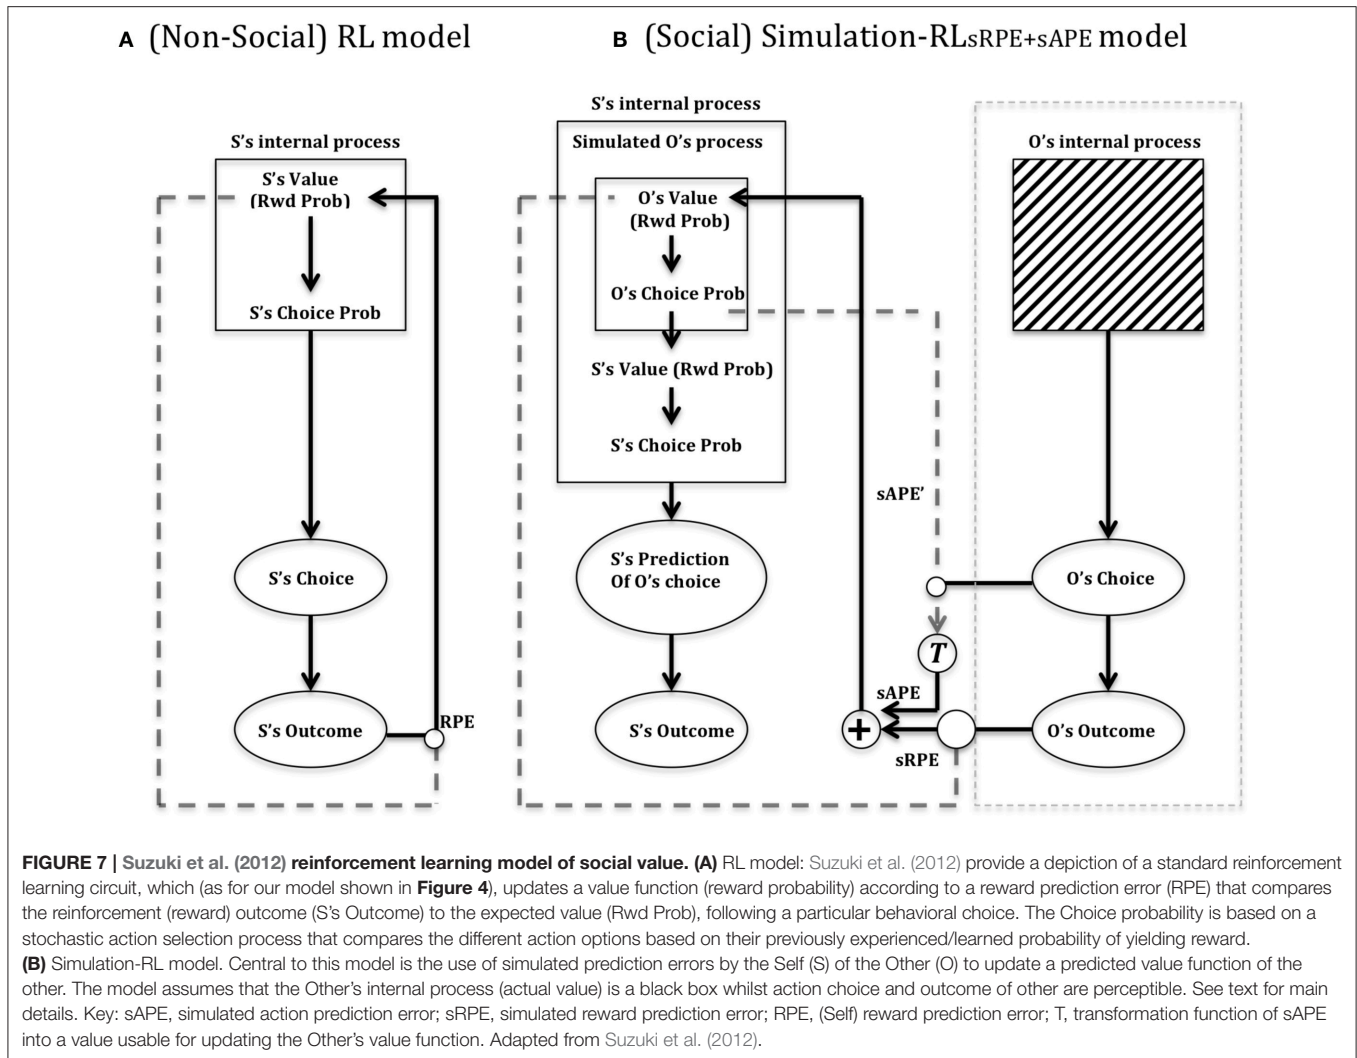 A (Non-Social) RL model
B (Social) Simulation-RLsRPE+sAPE model
S's internal process
S's Value
(Rwd Prob)
S's Choice Prob
S's Choice
S's Outcome
RPE
S's internal process
Simulated O's process
O's Value
(Rwd Prob)
O's Choice Prob
S's Value (Rwd Prob)
S's Choice Prob
S's Prediction
Of O's choice
S's Outcome
sAPE'
T
sAPE
+
sRPE
O's internal process
O's Choice
O's Outcome
FIGURE 7 | Suzuki et al. (2012) reinforcement learning model of social value. (A) RL model: Suzuki et al. (2012) provide a depiction of a standard reinforcement
learning circuit, which (as for our model shown in Figure 4), updates a value function (reward probability) according to a reward prediction error (RPE) that compares
the reinforcement (reward) outcome (S's Outcome) to the expected value (Rwd Prob), following a particular behavioral choice. The Choice probability is based on a
stochastic action selection process that compares the different action options based on their previously experienced/learned probability of yielding reward.
(B) Simulation-RL model. Central to this model is the use of simulated prediction errors by the Self (S) of the Other (O) to update a predicted value function of the
other. The model assumes that the Other's internal process (actual value) is a black box whilst action choice and outcome of other are perceptible. See text for main
details. Key: sAPE, simulated action prediction error; sRPE, simulated reward prediction error; RPE, (Self) reward prediction error; T, transformation function of sAPE
into a value usable for updating the Other's value function. Adapted from Suzuki et al. (2012).